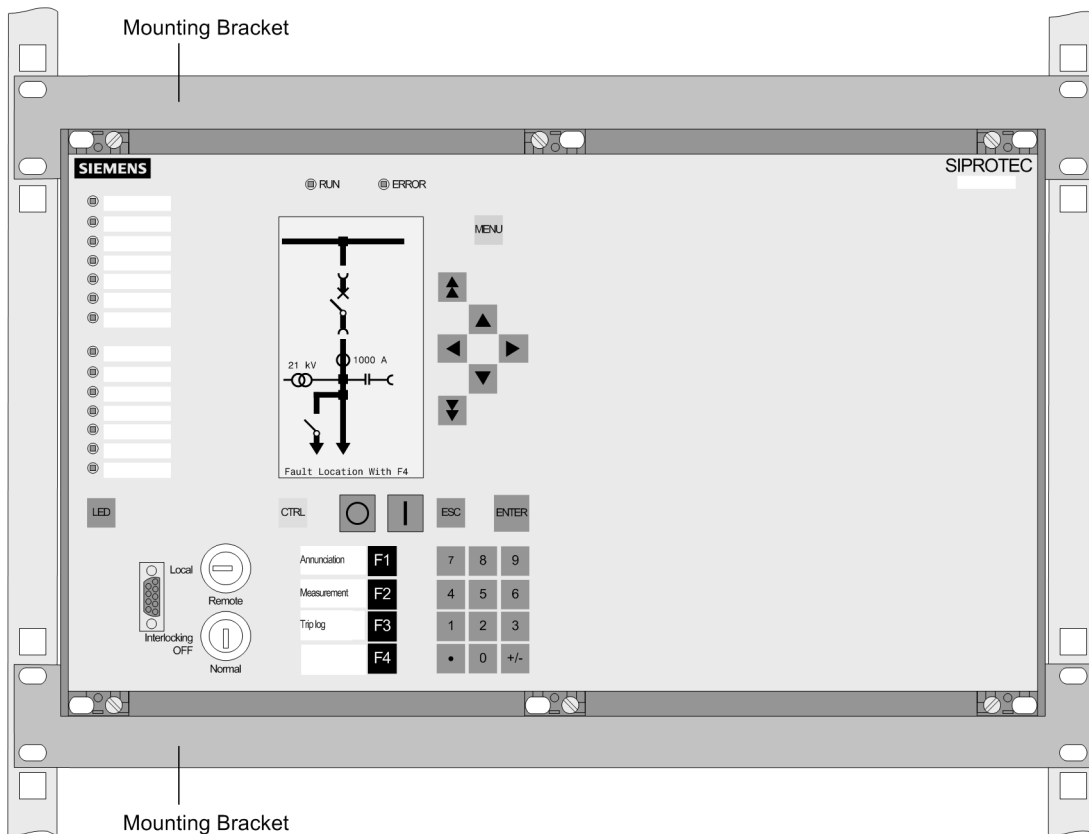 Mounting Bracket
SIEMENS
SIPROTEC
RUN ERROR
MENU
21 kV
1000 A
Fault Location With F4
LED
CTRL
ESC
ENTER
Local
Remote
Interlocking
OFF
Normal
Annunciation F1
Measurement F2
Trip log F3
F4
7 8 9
4 5 6
1 2 3
• 0 +/-
Mounting Bracket